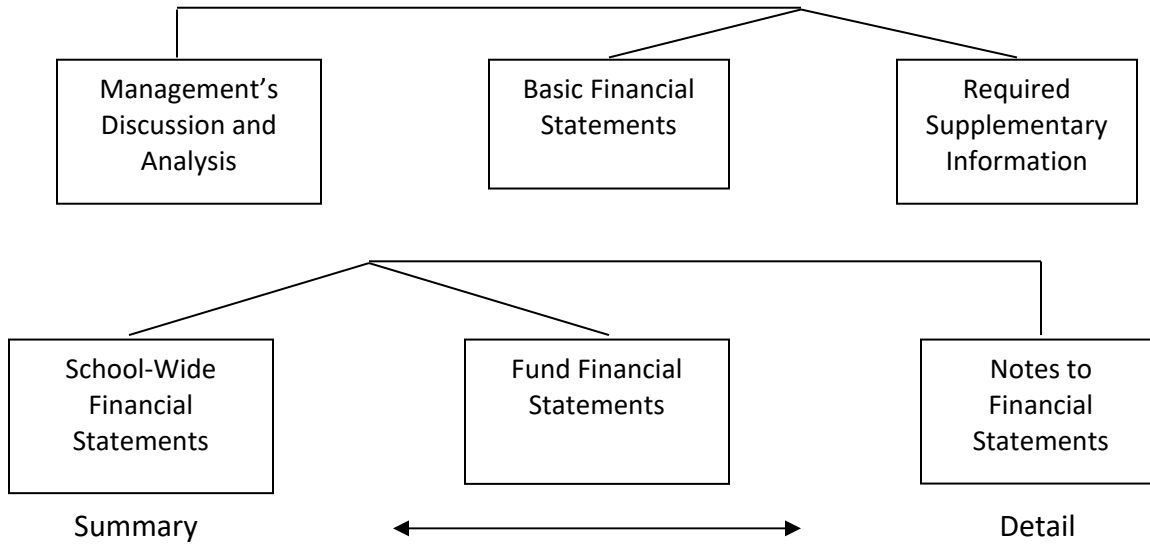 Management’s
Discussion and
Analysis
Basic Financial
Statements
Required
Supplementary
Information
School-Wide
Financial
Statements
Fund Financial
Statements
Notes to
Financial
Statements
Summary
Detail